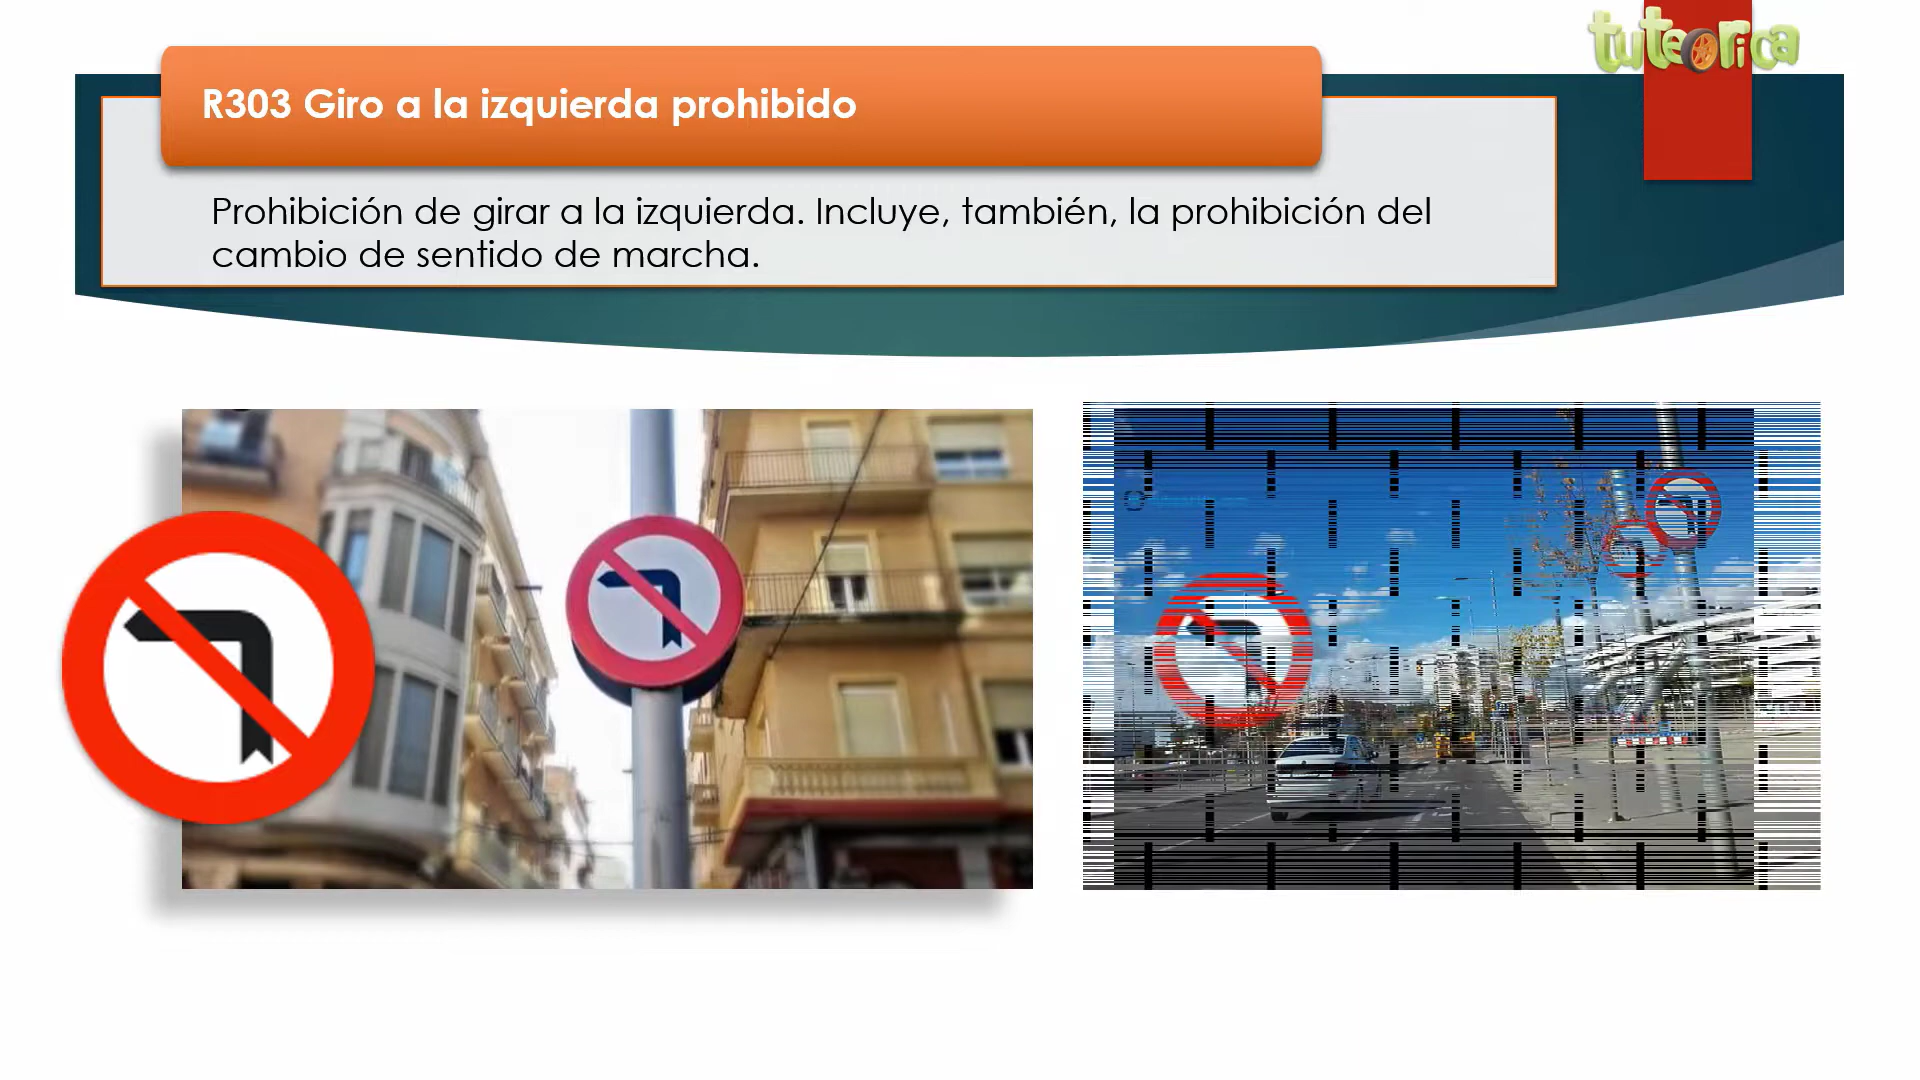 tuteorica
R303 Giro a la izquierda prohibido
Prohibición de girar a la izquierda. Incluye, también, la prohibición del
cambio de sentido de marcha.